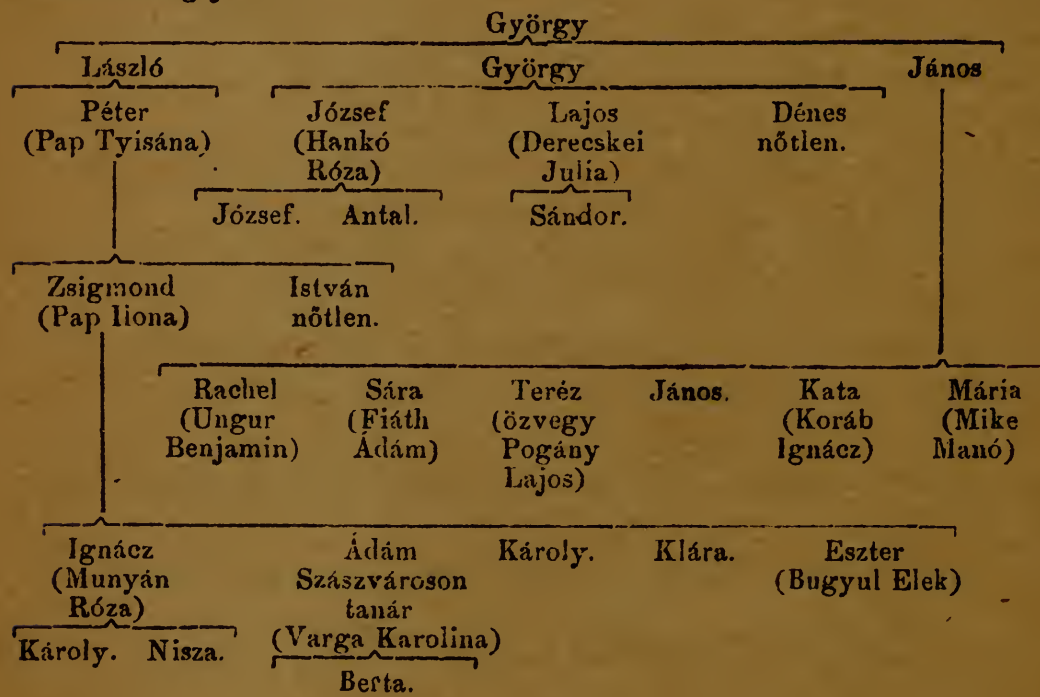 György
László György János
Péter József Lajos Dénes
(Pap Tyisána) (Hankó (Derecskei nőtlen.
Róza) Julia)
József. Antal. Sándor.
Zsigmond István
(Pap Iiona) nőtlen.
Rachel Sára Teréz János. Kata Mária
(Ungur (Fiáth (özvegy (Koráb (Mike
Benjamin) Ádám) Pogány Ignácz) Manó)
Lajos)
Ignácz Ádám Károly. Klára. Eszter
(Munyán Szászvároson (Bugyul Elek)
Róza) tanár
Károly. Nisza. (Varga Karolina)
Berta.